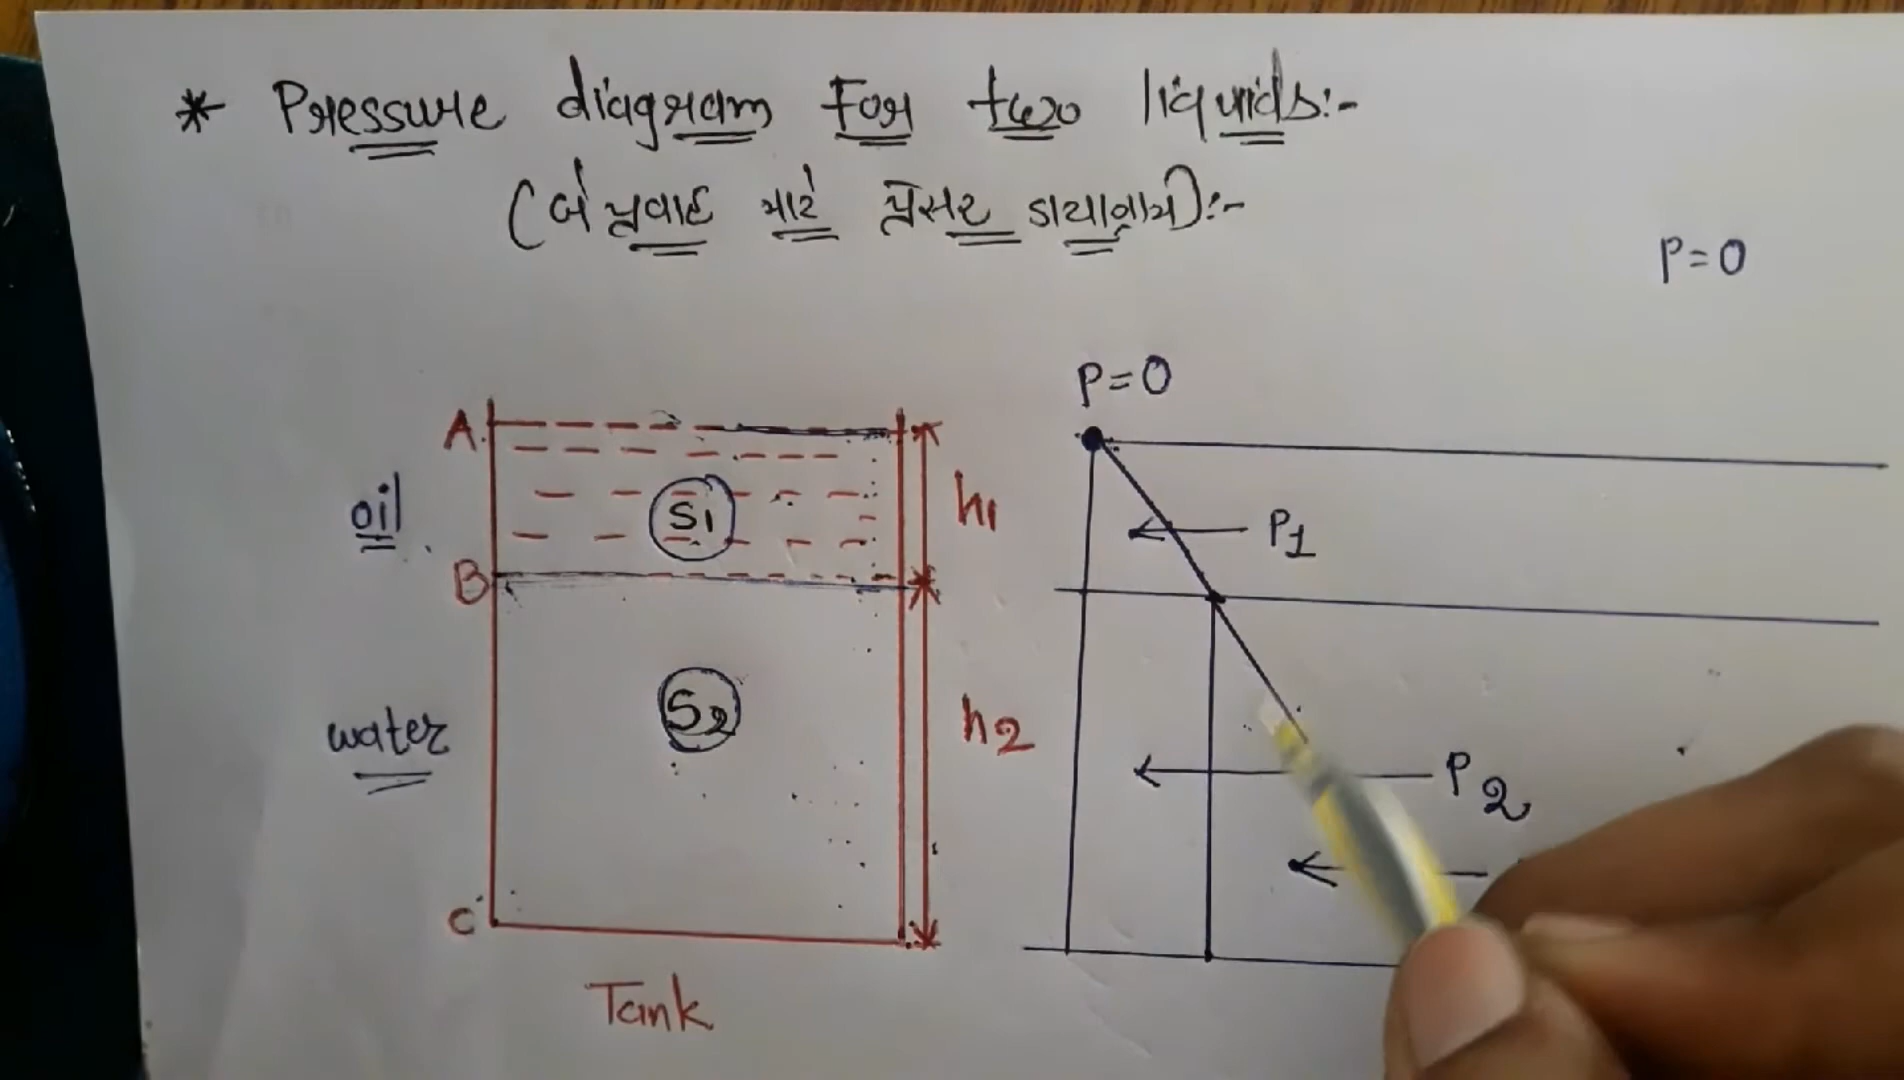 * Pressure diagram For two liquids:-
(બે પ્રવાહ માટે પ્રેસર ડાયાગ્રામ):-
P=0
P=0
A
oil
S1
h1
P1
B
water
S2
h2
P2
C
Tank